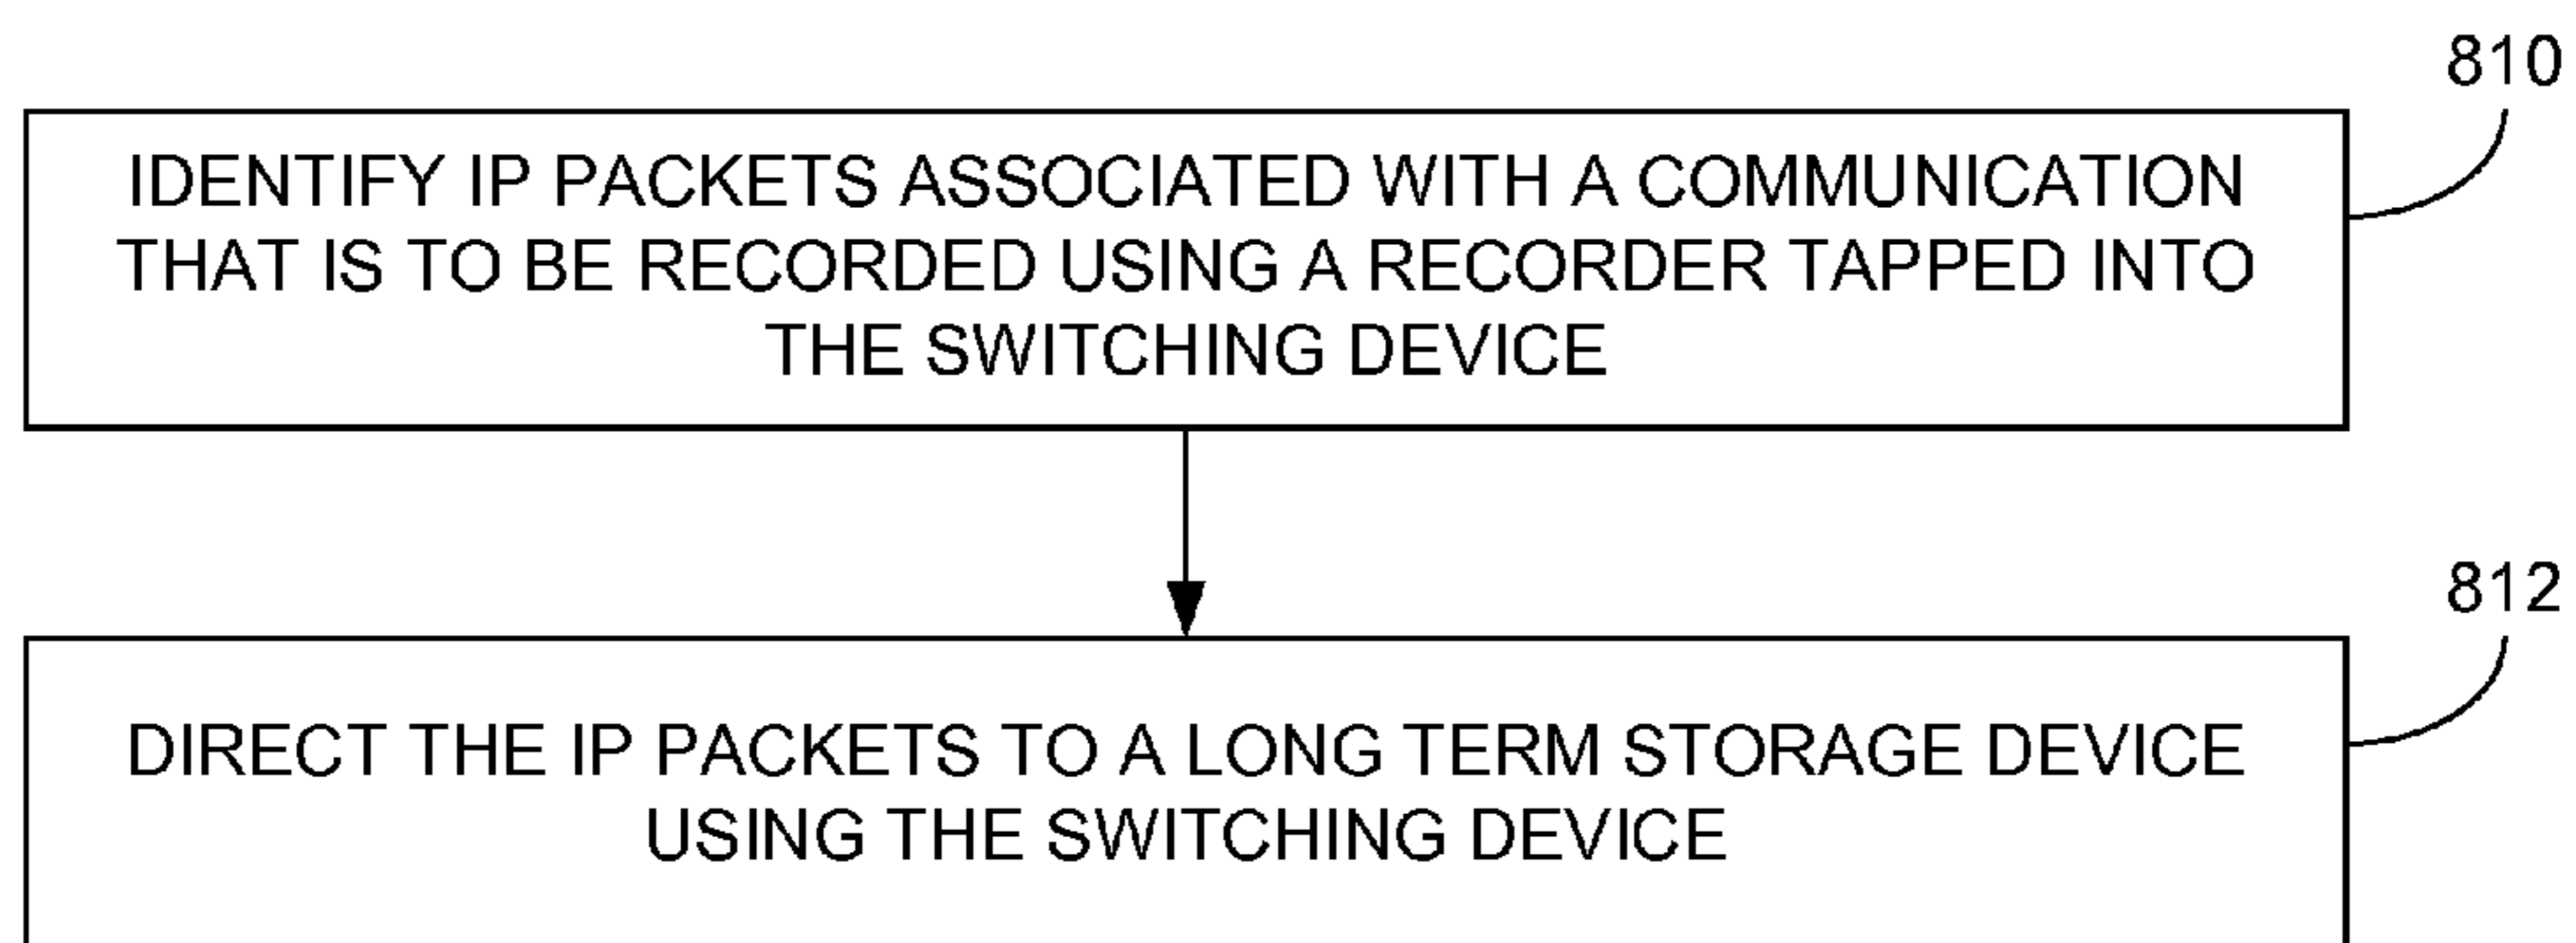 810
IDENTIFY IP PACKETS ASSOCIATED WITH A COMMUNICATION
THAT IS TO BE RECORDED USING A RECORDER TAPPED INTO
THE SWITCHING DEVICE
812
DIRECT THE IP PACKETS TO A LONG TERM STORAGE DEVICE
USING THE SWITCHING DEVICE